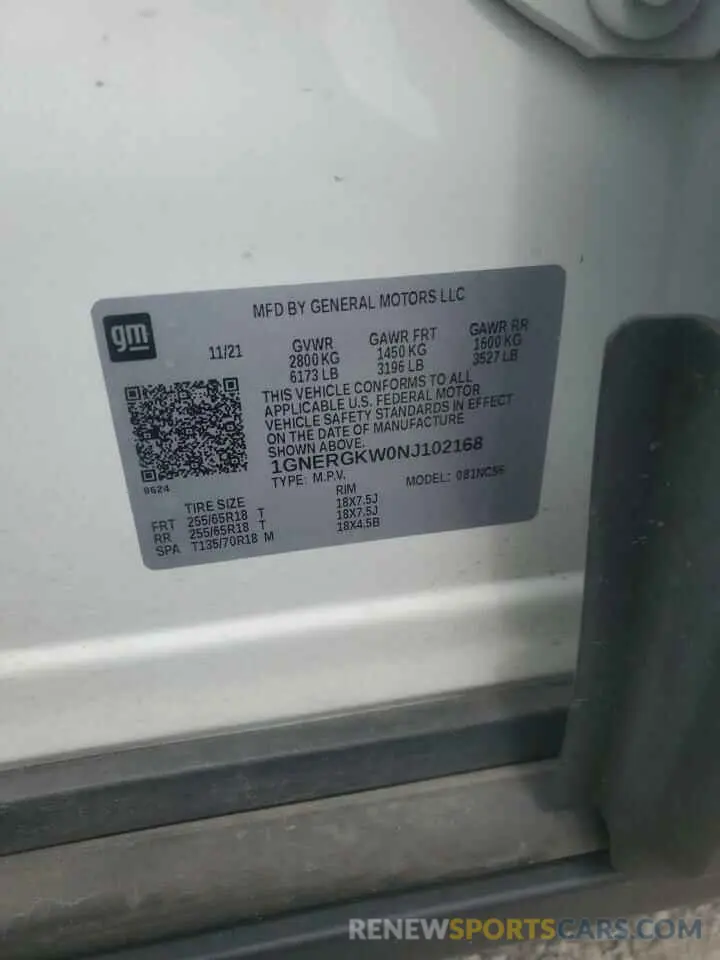 MFD BY GENERAL MOTORS LLC
gm
11/21
GVWR
2800 KG
6173 LB
GAWR FRT
1450 KG
3196 LB
GAWR RR
1600 KG
3527 LB
THIS VEHICLE CONFORMS TO ALL
APPLICABLE U.S. FEDERAL MOTOR
VEHICLE SAFETY STANDARDS IN EFFECT
ON THE DATE OF MANUFACTURE
SHOWN ABOVE.
1GNERGKW0NJ102168
TYPE: M.P.V. MODEL: 081NC56
8624
TIRE SIZE RIM
FRT 255/65R18 T 18X7.5J
RR 255/65R18 T 18X7.5J
SPA T135/70R18 M 18X4.5B
RENEWSPORTSCARS.COM